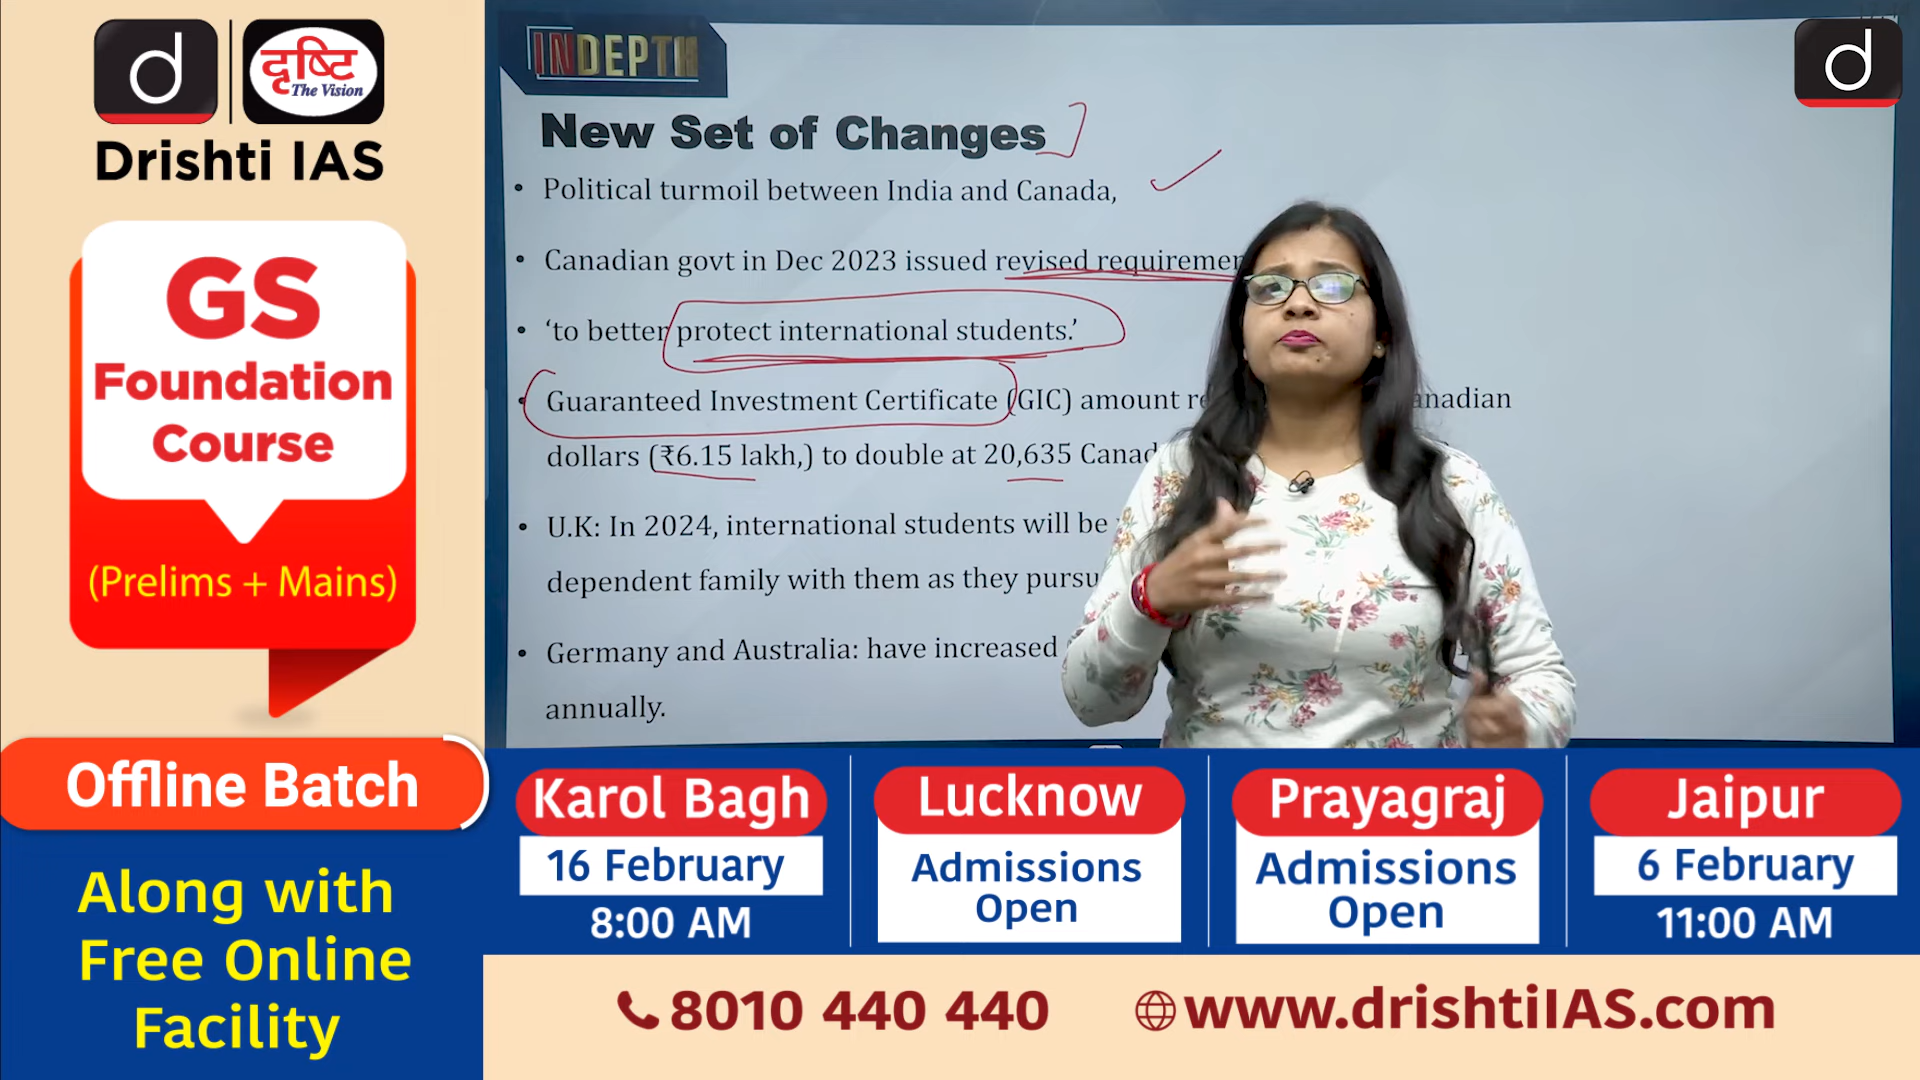 d
दृष्टि
The Vision
Drishti IAS
GS
Foundation
Course
(Prelims + Mains)
Offline Batch
Along with
Free Online
Facility
INDEPTH
d
New Set of Changes
• Political turmoil between India and Canada,
• Canadian govt in Dec 2023 issued revised
• ‘to better protect international students.’
• Guaranteed Investment Certificate (GIC) amount
dollars (₹6.15 lakh,) to double at 20,635
• U.K: In 2024, international students will be
dependent family with them as they
• Germany and Australia: have increased
annually.
Karol Bagh
16 February
8:00 AM
Lucknow
Admissions
Open
Prayagraj
Admissions
Open
Jaipur
6 February
11:00 AM
8010 440 440
www.drishtiIAS.com